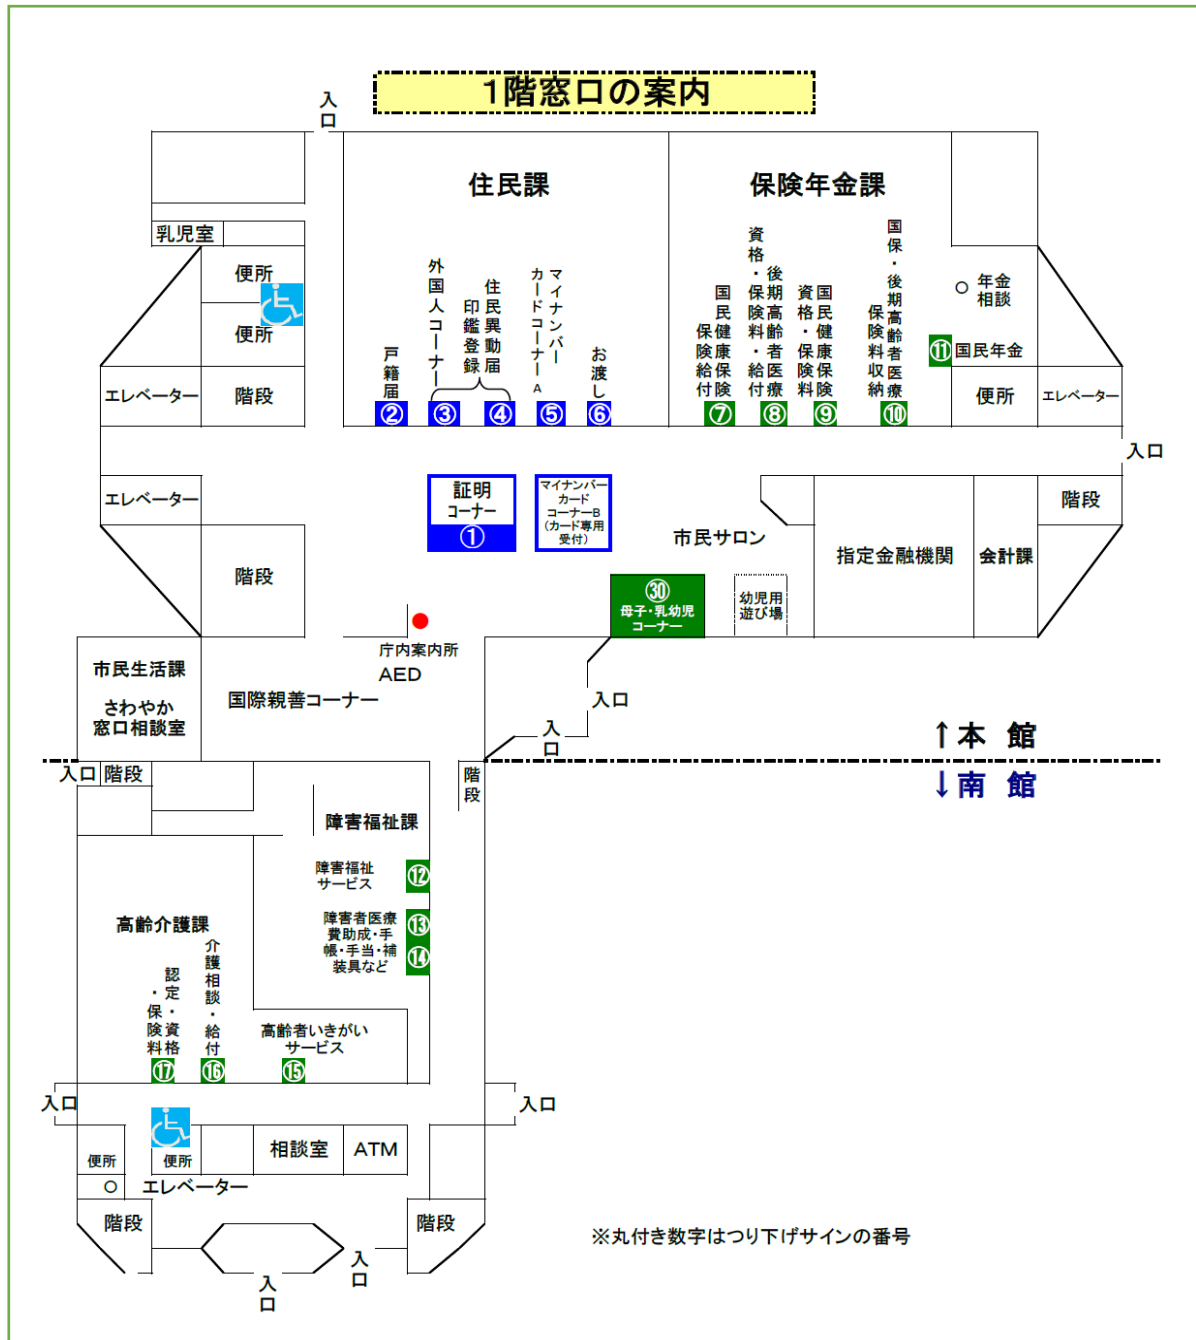 1階窓口の案内
入口
住民課
保険年金課
乳児室
便所
便所
エレベーター
階段
戸籍届
②
外国人コーナー
③
印鑑登録
住民異動届
④
マイナンバー
カードコーナーA
⑤
お渡し
⑥
国民健康保険
保険給付
⑦
後期高齢者医療
資格・保険料・給付
⑧
国民健康保険
資格・保険料
⑨
国保・後期高齢者医療
保険料収納
⑩
年金
相談
⑪国民年金
便所
エレベーター
入口
エレベーター
階段
証明
コーナー
①
マイナンバー
カード
コーナーB
(カード専用
受付)
市民サロン
指定金融機関
会計課
階段
㉚
母子・乳幼児
コーナー
幼児用
遊び場
庁内案内所
AED
市民生活課
さわやか
窓口相談室
国際親善コーナー
入口
入口
↑本 館
↓南 館
入口
階段
階段
障害福祉課
障害福祉
サービス
⑫
障害者医療
費助成・手
帳・手当・補
装具など
⑬
⑭
高齢介護課
認定・資格
・保険料
⑰
介護相談・給付
⑯
高齢者いきがい
サービス
⑮
入口
入口
便所
便所
相談室
ATM
エレベーター
階段
階段
入口
入口
※丸付き数字はつり下げサインの番号